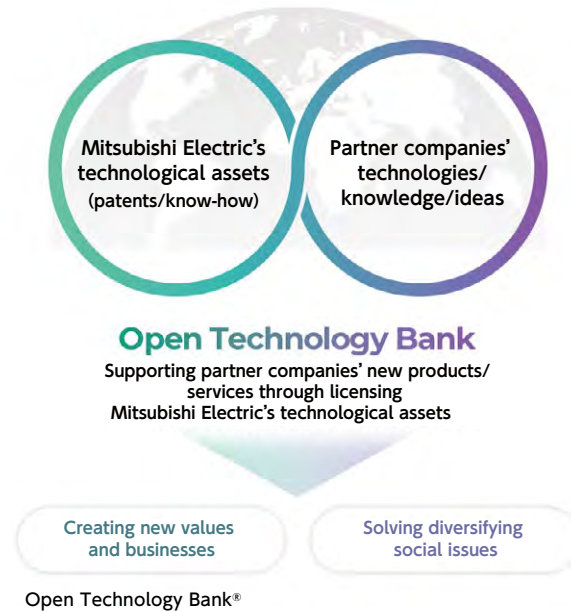 Mitsubishi Electric's
technological assets
(patents/know-how)
Partner companies'
technologies/
knowledge/ideas
Open Technology Bank
Supporting partner companies' new products/
services through licensing
Mitsubishi Electric's technological assets
Creating new values
and businesses
Solving diversifying
social issues
Open Technology Bank®